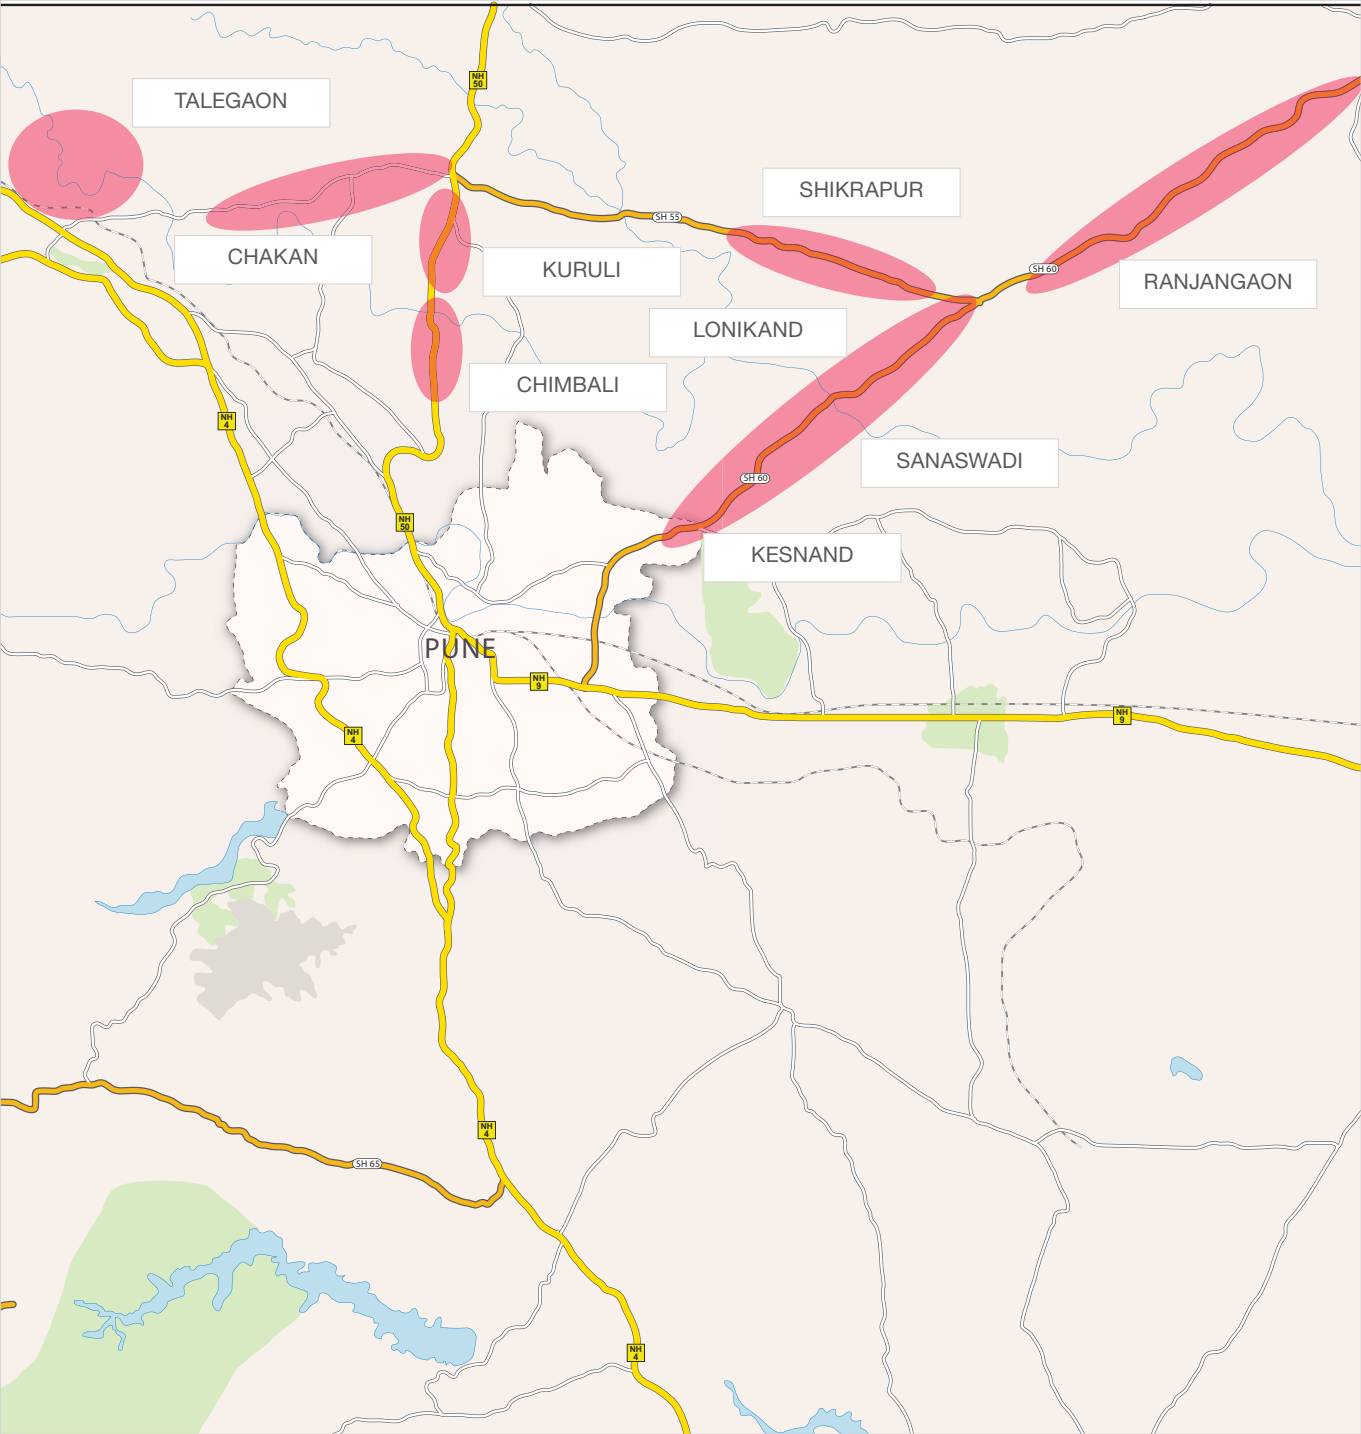 NH
50
TALEGAON
SHIKRAPUR
SH 55
CHAKAN
KURULI
SH 60
RANJANGAON
LONIKAND
CHIMBALI
NH
4
SANASWADI
SH 60
NH
50
KESNAND
PUNE
NH
9
NH
9
NH
4
NH
4
SH 65
NH
4